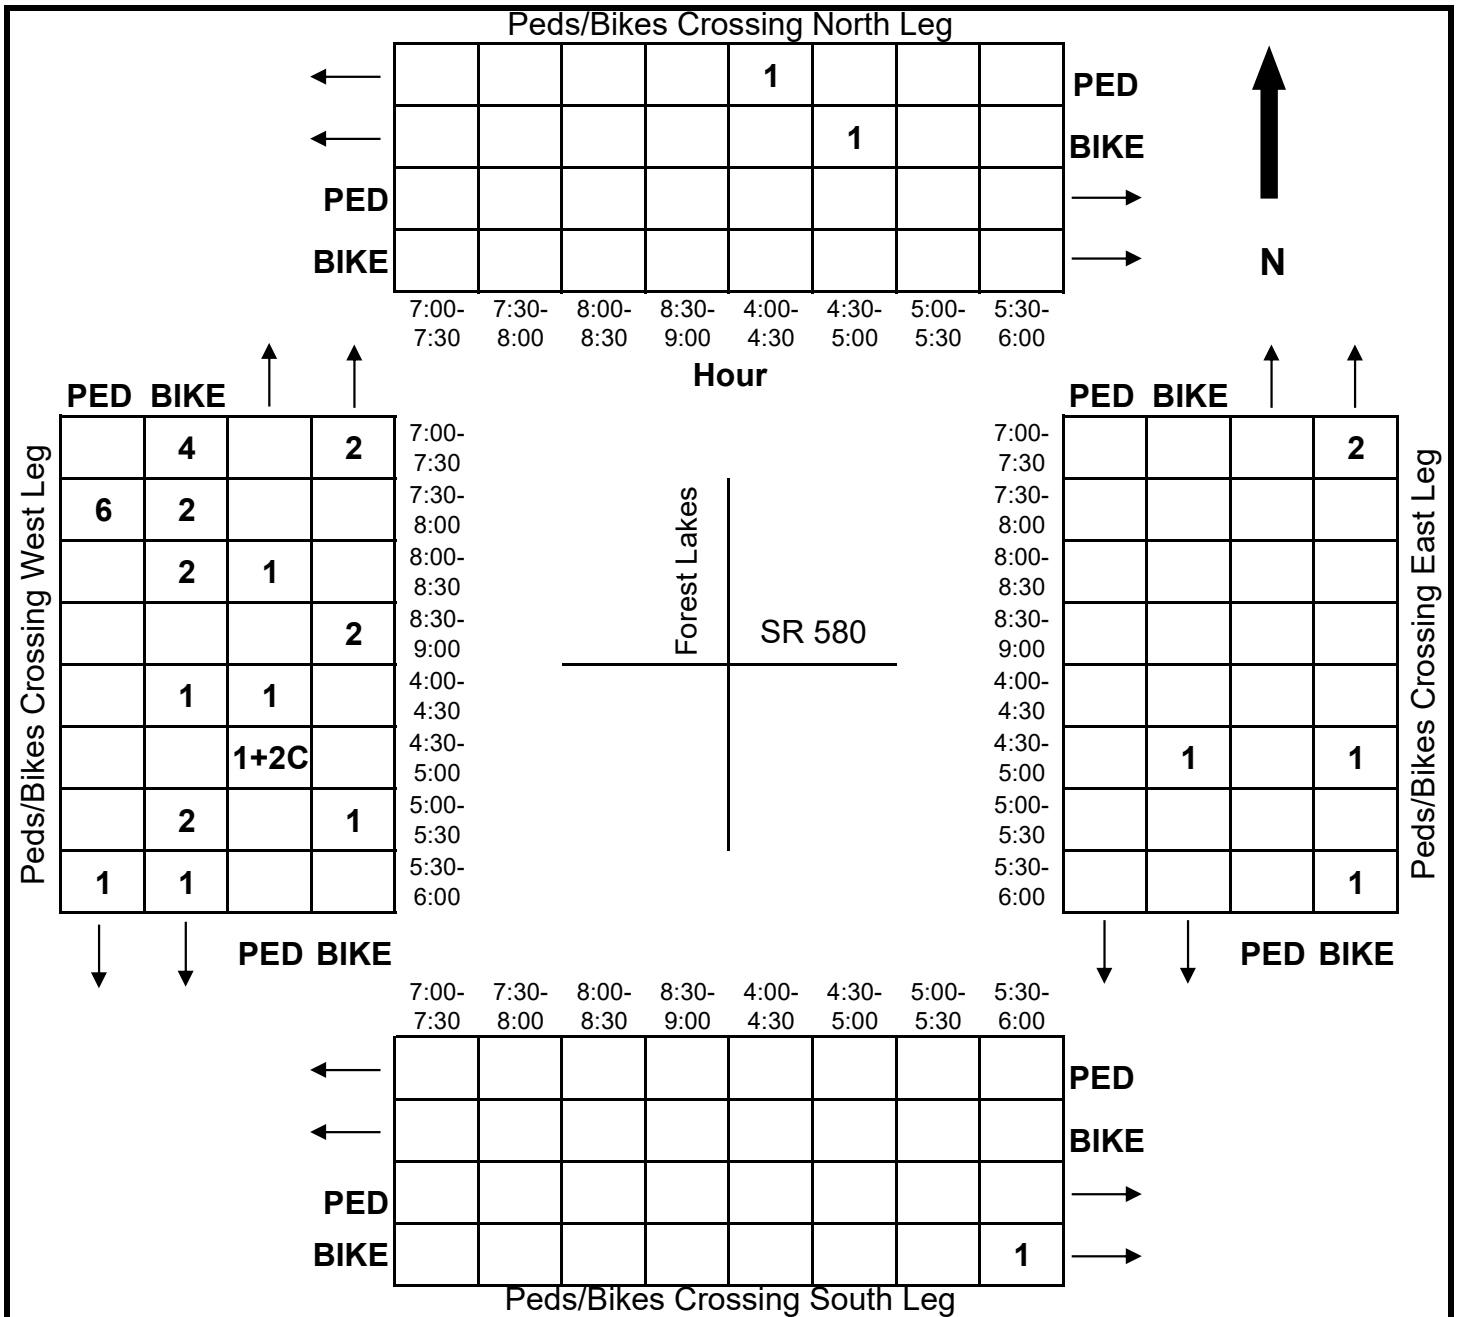 Peds/Bikes Crossing North Leg
1 PED
1 BIKE
PED
BIKE N
7:00- 7:30- 8:00- 8:30- 4:00- 4:30- 5:00- 5:30-
7:30 8:00 8:30 9:00 4:30 5:00 5:30 6:00
Hour
Peds/Bikes Crossing West Leg
PED BIKE
4 2 7:00-
7:30
6 2 7:30-
8:00
2 1 8:00-
8:30
2 8:30-
9:00
1 1 4:00-
4:30
1+2C 4:30-
5:00
2 1 5:00-
5:30
1 1 5:30-
6:00
PED BIKE
Forest Lakes
SR 580
PED BIKE
7:00- 2
7:30
7:30-
8:00
8:00-
8:30
8:30-
9:00
4:00-
4:30
4:30- 1 1
5:00
5:00-
5:30
5:30- 1
6:00
PED BIKE
Peds/Bikes Crossing East Leg
7:00- 7:30- 8:00- 8:30- 4:00- 4:30- 5:00- 5:30-
7:30 8:00 8:30 9:00 4:30 5:00 5:30 6:00
PED
BIKE
PED
BIKE 1
Peds/Bikes Crossing South Leg